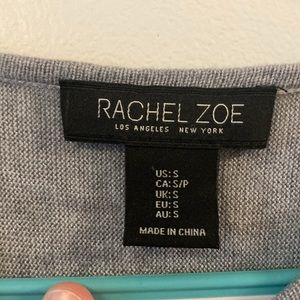 RACHEL ZOE
LOS ANGELES NEW YORK
US: S
CA: S/P
UK: S
EU: S
AU: S
MADE IN CHINA